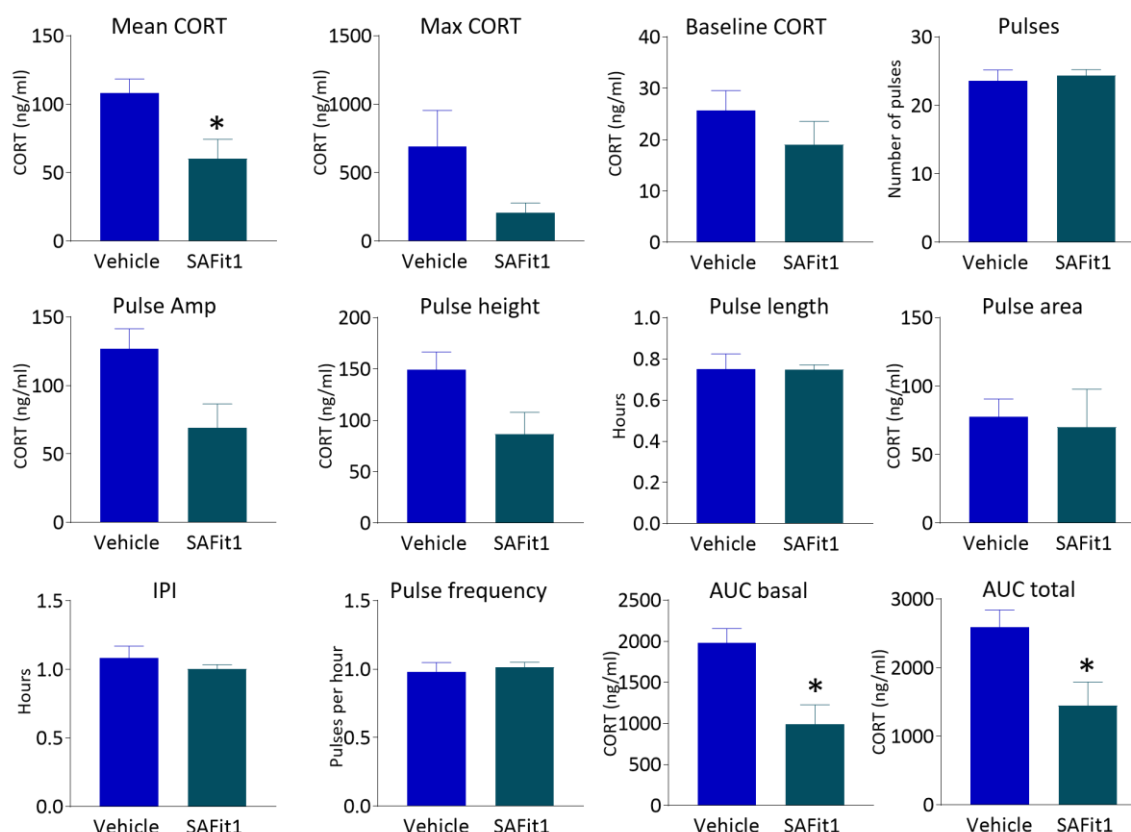 Mean CORT
CORT (ng/ml)
150
100
50
0
*
Vehicle SAFit1
Max CORT
CORT (ng/ml)
1500
1000
500
0
Vehicle SAFit1
Baseline CORT
CORT (ng/ml)
40
30
20
10
0
Vehicle SAFit1
Pulses
Number of pulses
30
20
10
0
Vehicle SAFit1
Pulse Amp
CORT (ng/ml)
150
100
50
0
Vehicle SAFit1
Pulse height
CORT (ng/ml)
200
150
100
50
0
Vehicle SAFit1
Pulse length
Hours
1.0
0.8
0.6
0.4
0.2
0.0
Vehicle SAFit1
Pulse area
CORT (ng/ml)
150
100
50
0
Vehicle SAFit1
IPI
Hours
1.5
1.0
0.5
0.0
Vehicle SAFit1
Pulse frequency
Pulses per hour
1.5
1.0
0.5
0.0
Vehicle SAFit1
AUC basal
CORT (ng/ml)
2500
2000
1500
1000
500
0
*
Vehicle SAFit1
AUC total
CORT (ng/ml)
3000
2000
1000
0
*
Vehicle SAFit1